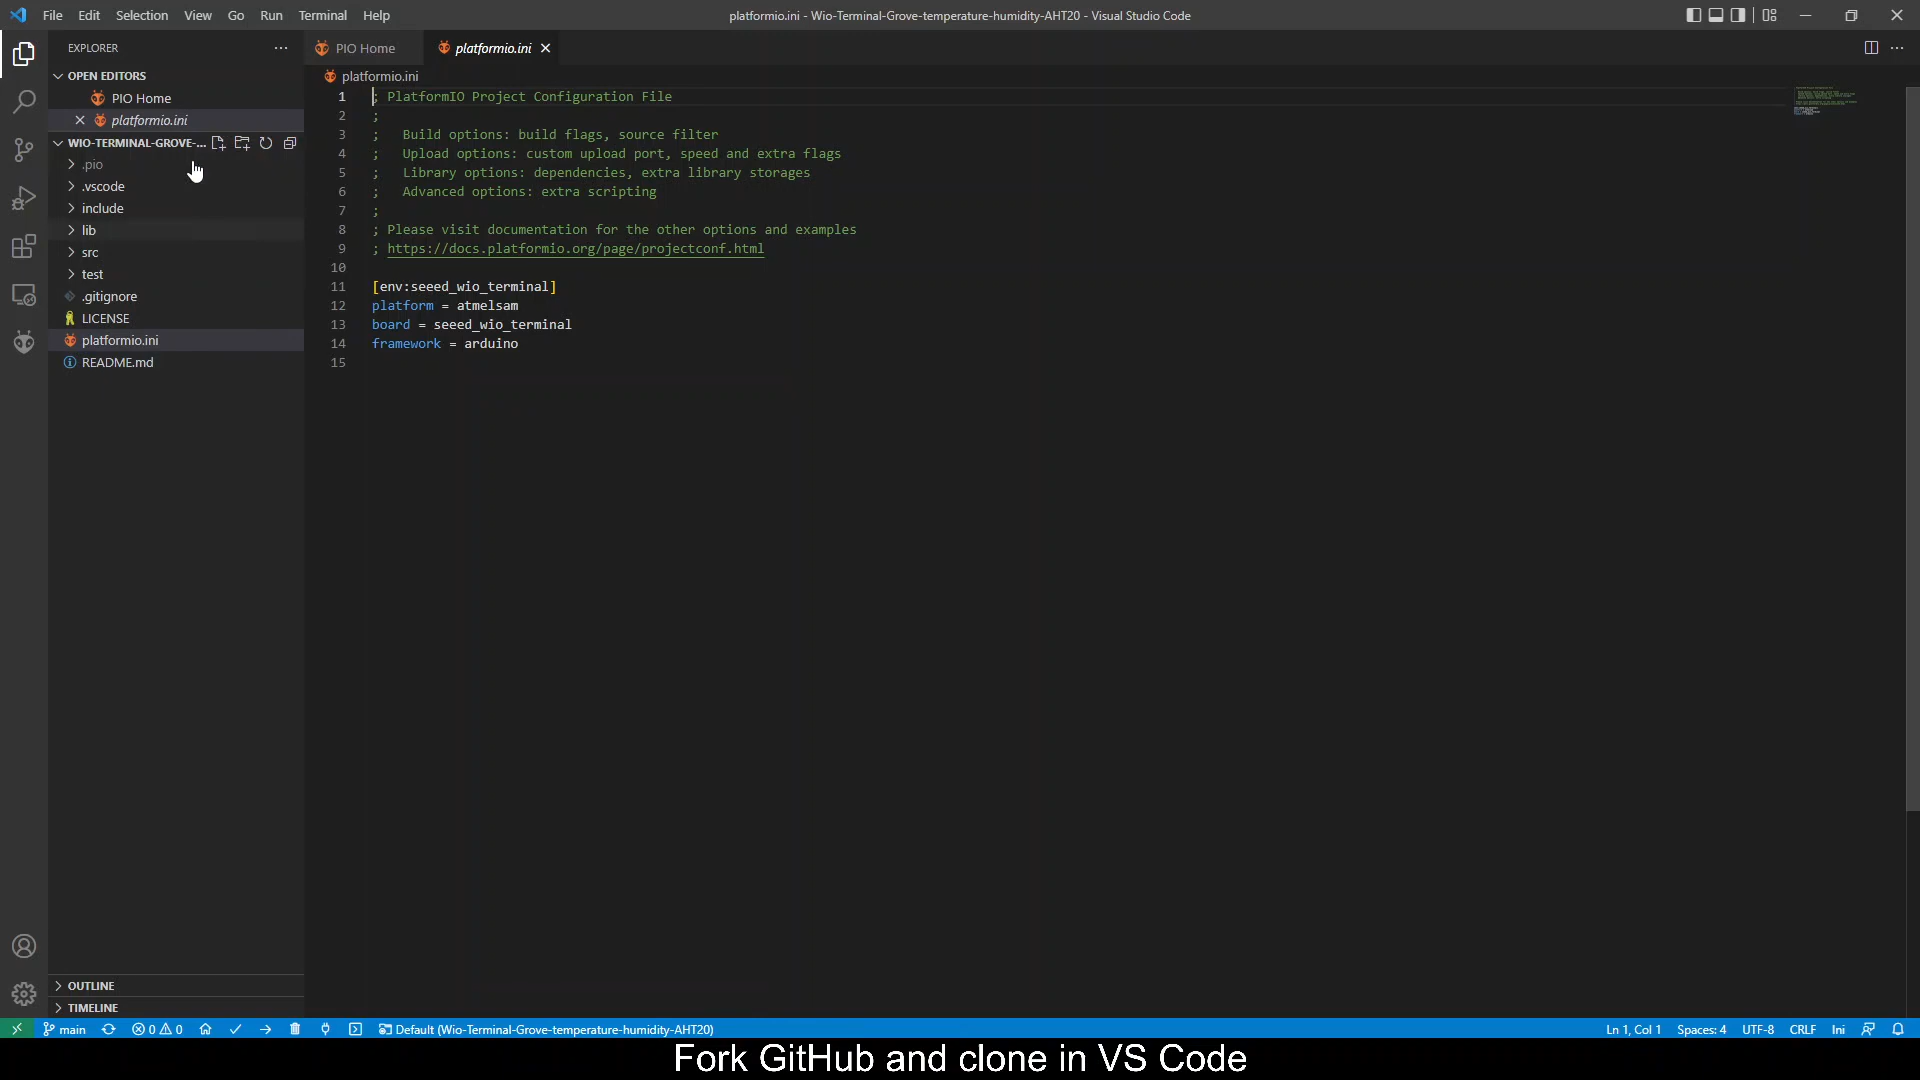 File Edit Selection View Go Run Terminal Help
platformio.ini - Wio-Terminal-Grove-temperature-humidity-AHT20 - Visual Studio Code
EXPLORER
OPEN EDITORS
PIO Home
platformio.ini
WIO-TERMINAL-GROVE-...
.pio
.vscode
include
lib
src
test
.gitignore
LICENSE
platformio.ini
README.md
OUTLINE
TIMELINE
PIO Home platformio.ini
platformio.ini
1 ; PlatformIO Project Configuration File
2 ;
3 ;   Build options: build flags, source filter
4 ;   Upload options: custom upload port, speed and extra flags
5 ;   Library options: dependencies, extra library storages
6 ;   Advanced options: extra scripting
7 ;
8 ; Please visit documentation for the other options and examples
9 ; https://docs.platformio.org/page/projectconf.html
10
11 [env:seeed_wio_terminal]
12 platform = atmelsam
13 board = seeed_wio_terminal
14 framework = arduino
15
main 0 0 Default (Wio-Terminal-Grove-temperature-humidity-AHT20) Ln 1, Col 1 Spaces: 4 UTF-8 CRLF Ini
Fork GitHub and clone in VS Code